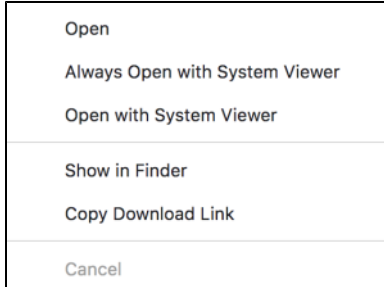 Open
Always Open with System Viewer
Open with System Viewer
Show in Finder
Copy Download Link
Cancel